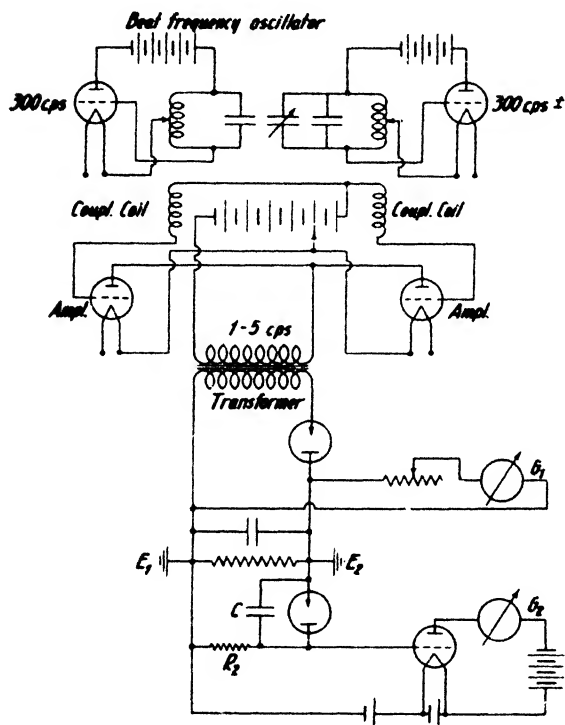 Beat frequency oscillator
300 cps
300 cps ±
Coupl. Coil
Coupl. Coil
Ampl.
Ampl.
1-5 cps
Transformer
G₁
E₁
E₂
C
G₂
R₂